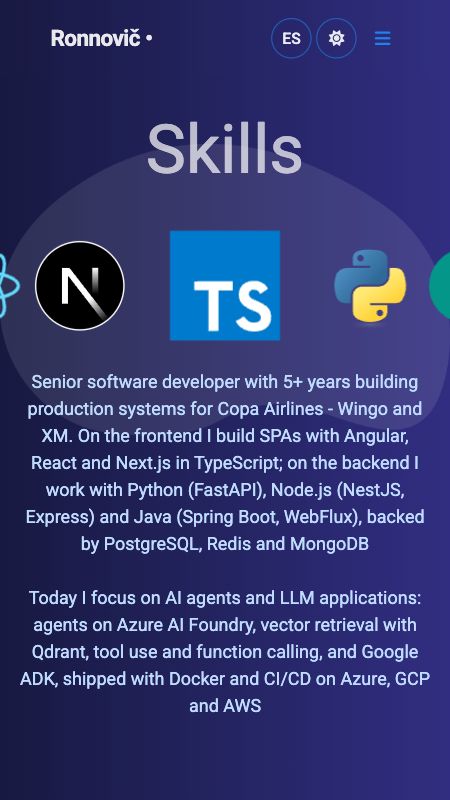 Ronnovič •
ES
Skills
N
TS
Senior software developer with 5+ years building
production systems for Copa Airlines - Wingo and
XM. On the frontend I build SPAs with Angular,
React and Next.js in TypeScript; on the backend I
work with Python (FastAPI), Node.js (NestJS,
Express) and Java (Spring Boot, WebFlux), backed
by PostgreSQL, Redis and MongoDB
Today I focus on AI agents and LLM applications:
agents on Azure AI Foundry, vector retrieval with
Qdrant, tool use and function calling, and Google
ADK, shipped with Docker and CI/CD on Azure, GCP
and AWS